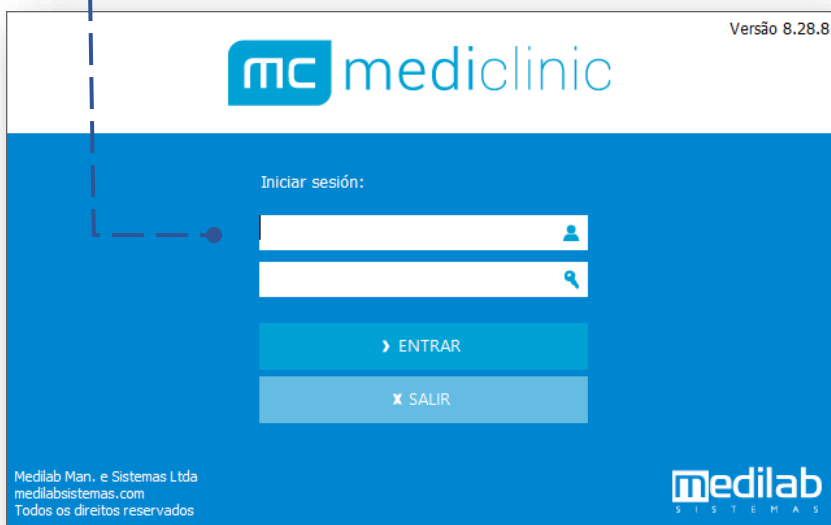 Versão 8.28.8
mc mediclinic
Iniciar sesión:
❯ ENTRAR
x SALIR
Medilab Man. e Sistemas Ltda
medilabsistemas.com
Todos os direitos reservados
medilab
SISTEMAS